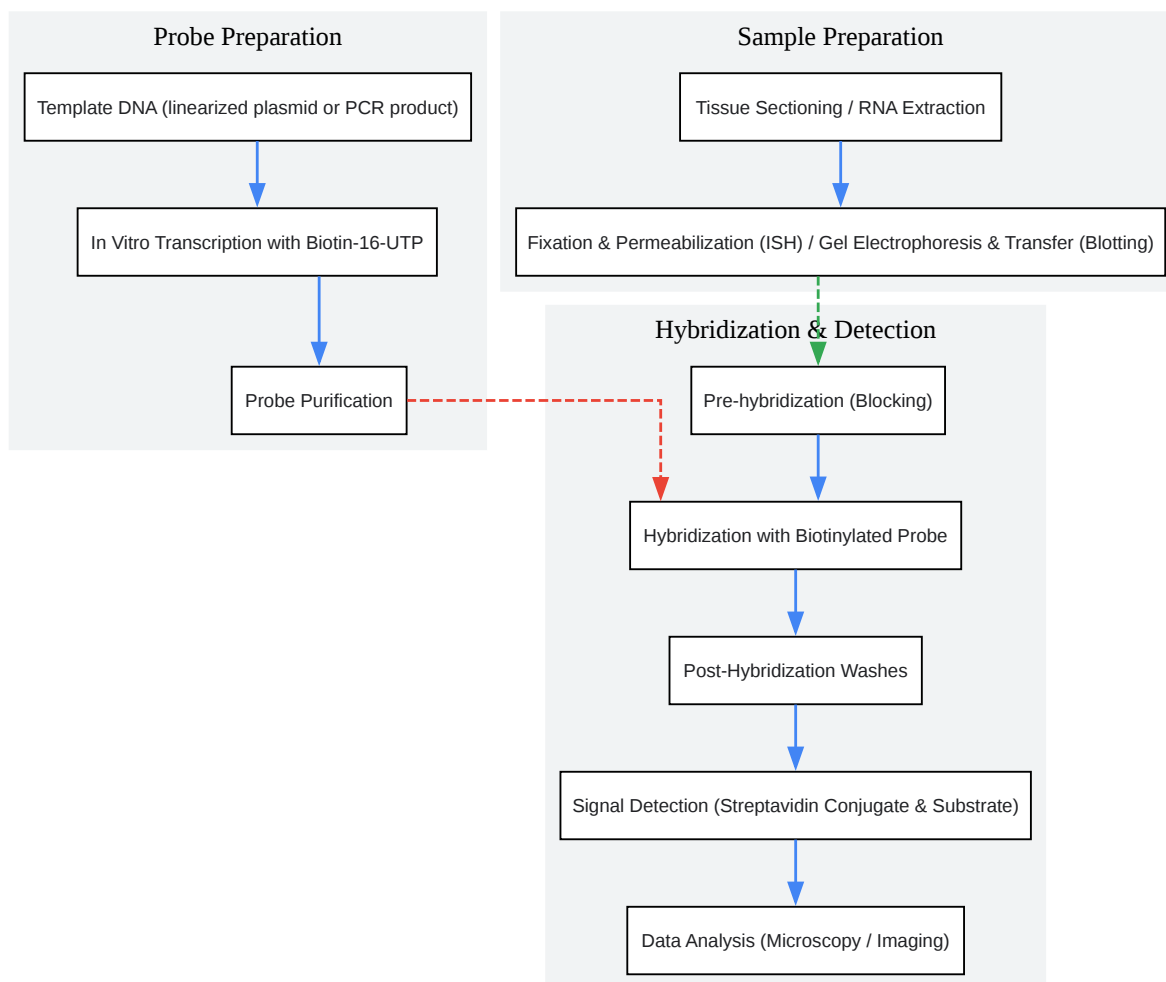 Probe Preparation
Template DNA (linearized plasmid or PCR product)
In Vitro Transcription with Biotin-16-UTP
Probe Purification
Sample Preparation
Tissue Sectioning / RNA Extraction
Fixation & Permeabilization (ISH) / Gel Electrophoresis & Transfer (Blotting)
Hybridization & Detection
Pre-hybridization (Blocking)
Hybridization with Biotinylated Probe
Post-Hybridization Washes
Signal Detection (Streptavidin Conjugate & Substrate)
Data Analysis (Microscopy / Imaging)